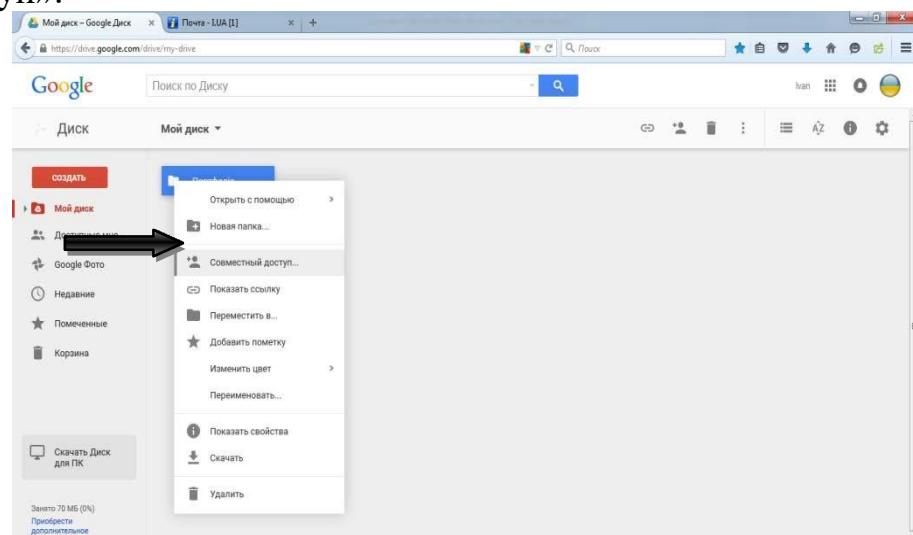 Мой диск – Google Диск
Почта - I.UA [1]
https://drive.google.com/drive/my-drive
Поиск
Google
Поиск по Диску
Ivan
Диск
Мой диск
AZ
СОЗДАТЬ
Мой диск
Google Фото
Недавние
Помеченные
Корзина
Скачать Диск
для ПК
Занято 70 МБ (0%)
Приобрести
дополнительное
Открыть с помощью
Новая папка...
Совместный доступ...
Показать ссылку
Переместить в...
Добавить пометку
Изменить цвет
Переименовать...
Показать свойства
Скачать
Удалить